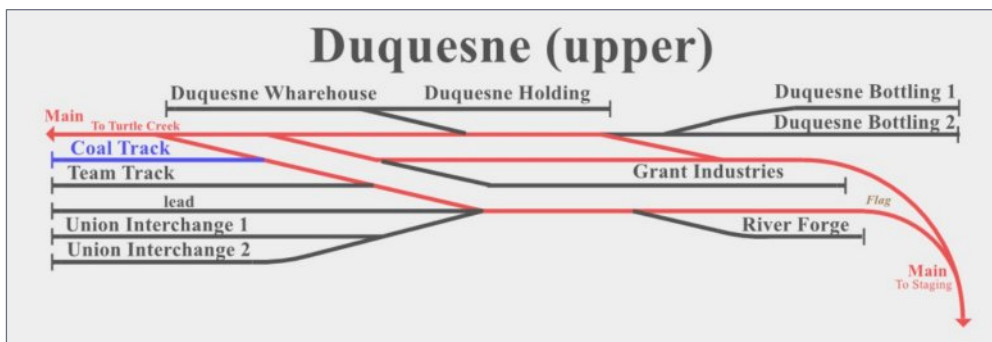 Duquesne (upper)
Duquesne Wharehouse
Duquesne Holding
Duquesne Bottling 1
Main
To Turtle Creek
Duquesne Bottling 2
Coal Track
Team Track
Grant Industries
lead
Flag
Union Interchange 1
River Forge
Union Interchange 2
Main
To Staging